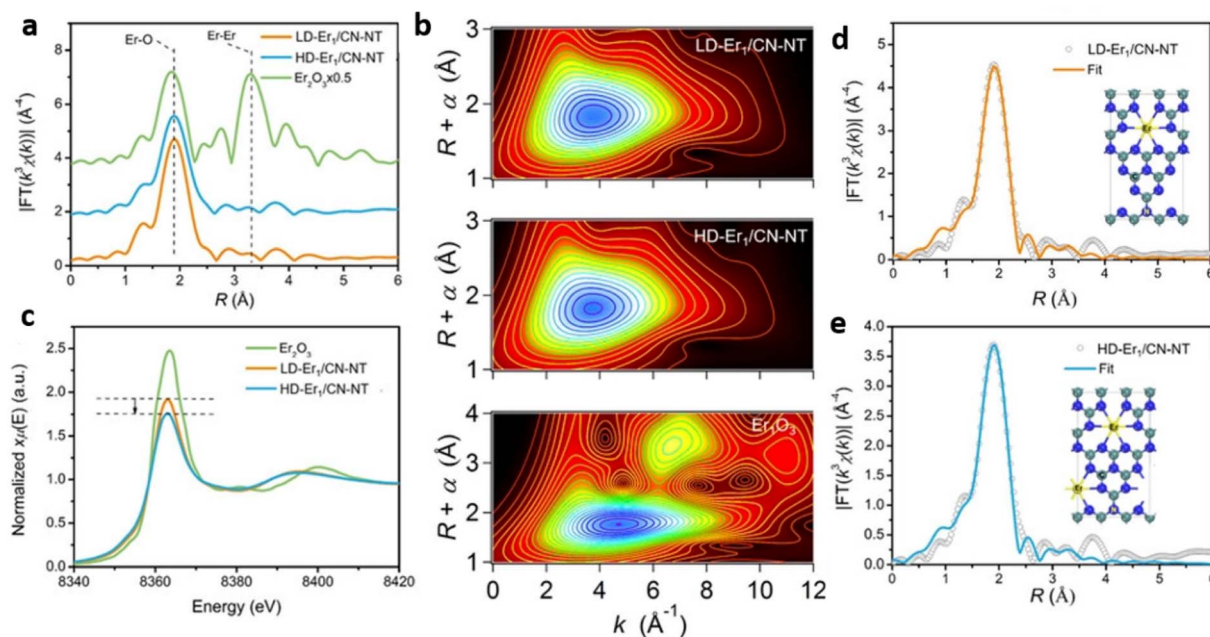 a
Er-O
Er-Er
LD-Er₁/CN-NT
HD-Er₁/CN-NT
Er₂O₃x0.5
|FT(k³χ(k))| (Å⁻⁴)
8
6
4
2
0
0 1 2 3 4 5 6
R (Å)
b
LD-Er₁/CN-NT
R + α (Å)
3
2
1
HD-Er₁/CN-NT
R + α (Å)
3
2
1
Er₁O₃
R + α (Å)
4
3
2
1
0 2 4 6 8 10 12
k (Å⁻¹)
c
Er₂O₃
LD-Er₁/CN-NT
HD-Er₁/CN-NT
Normalized xμ(E) (a.u.)
2.5
2.0
1.5
1.0
0.5
0.0
8340 8360 8380 8400 8420
Energy (eV)
d
LD-Er₁/CN-NT
Fit
Er
|FT(k³χ(k))| (Å⁻⁴)
5
4
3
2
1
0
0 1 2 3 4 5 6
R (Å)
e
HD-Er₁/CN-NT
Fit
Er
Er
|FT(k³χ(k))| (Å⁻⁴)
4.0
3.5
3.0
2.5
2.0
1.5
1.0
0.5
0.0
0 1 2 3 4 5 6
R (Å)